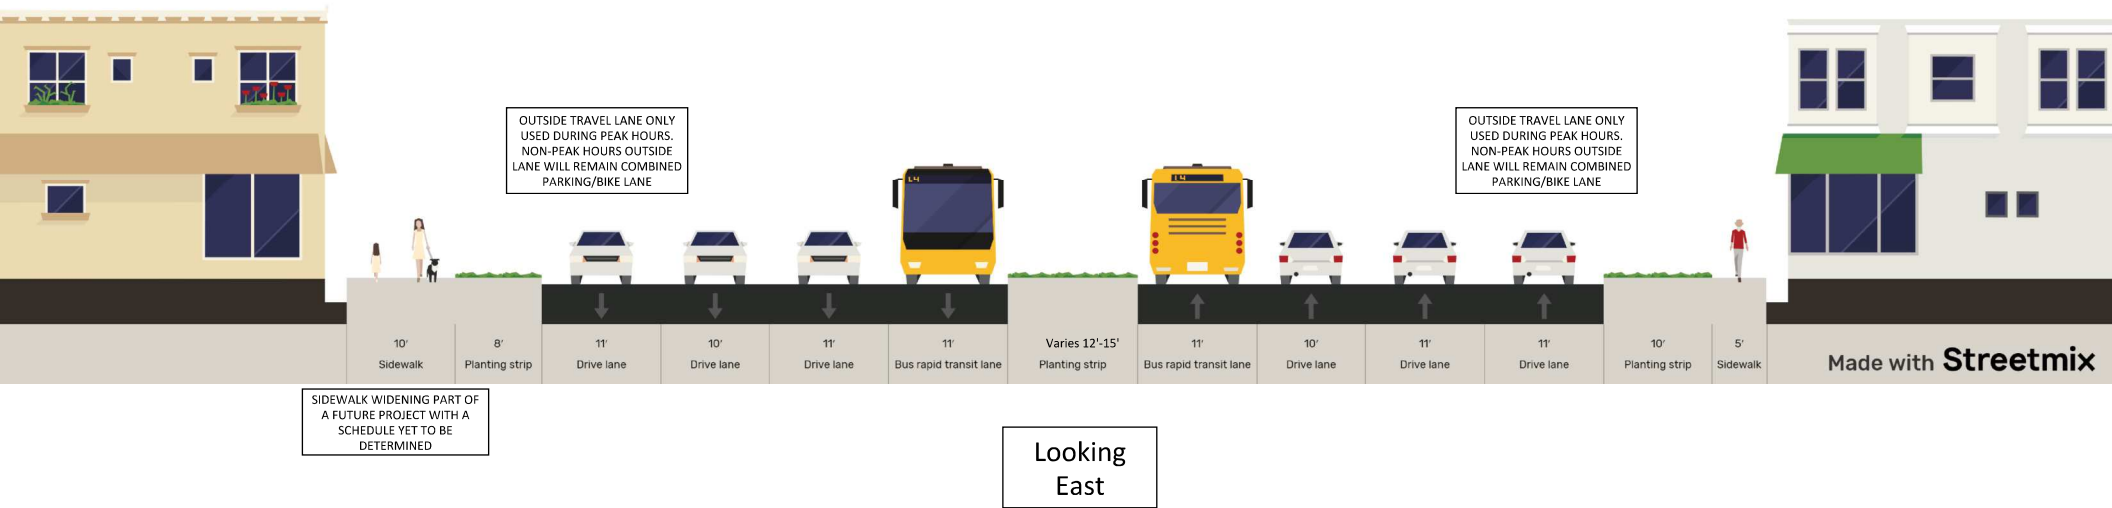 OUTSIDE TRAVEL LANE ONLY
USED DURING PEAK HOURS.
NON-PEAK HOURS OUTSIDE
LANE WILL REMAIN COMBINED
PARKING/BIKE LANE
OUTSIDE TRAVEL LANE ONLY
USED DURING PEAK HOURS.
NON-PEAK HOURS OUTSIDE
LANE WILL REMAIN COMBINED
PARKING/BIKE LANE
L4
L4
10'
Sidewalk
8'
Planting strip
11'
Drive lane
10'
Drive lane
11'
Drive lane
11'
Bus rapid transit lane
Varies 12'-15'
Planting strip
11'
Bus rapid transit lane
10'
Drive lane
11'
Drive lane
11'
Drive lane
10'
Planting strip
5'
Sidewalk
Made with Streetmix
SIDEWALK WIDENING PART OF
A FUTURE PROJECT WITH A
SCHEDULE YET TO BE
DETERMINED
Looking
East